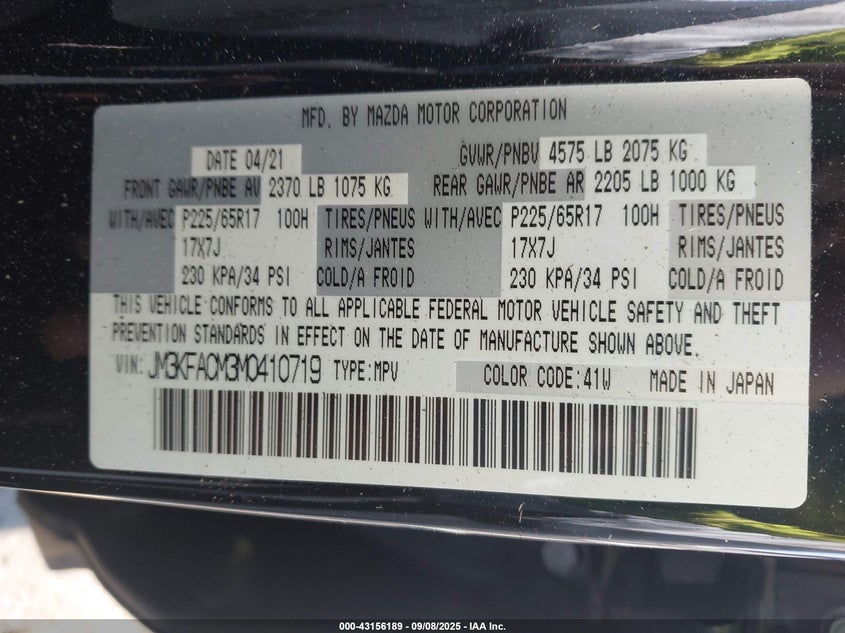 MFD. BY MAZDA MOTOR CORPORATION
DATE 04/21 GVWR/PNBV 4575 LB 2075 KG
FRONT GAWR/PNBE AV 2370 LB 1075 KG REAR GAWR/PNBE AR 2205 LB 1000 KG
WITH/AVEC P225/65R17 100H TIRES/PNEUS WITH/AVEC P225/65R17 100H TIRES/PNEUS
17X7J RIMS/JANTES 17X7J RIMS/JANTES
230 KPA/34 PSI COLD/A FROID 230 KPA/34 PSI COLD/A FROID
THIS VEHICLE CONFORMS TO ALL APPLICABLE FEDERAL MOTOR VEHICLE SAFETY AND THEFT
PREVENTION STANDARDS IN EFFECT ON THE DATE OF MANUFACTURE SHOWN ABOVE.
VIN: JM3KFACM3M0410719 TYPE:MPV COLOR CODE:41W MADE IN JAPAN
000-43156189 - 09/08/2025 - IAA Inc.